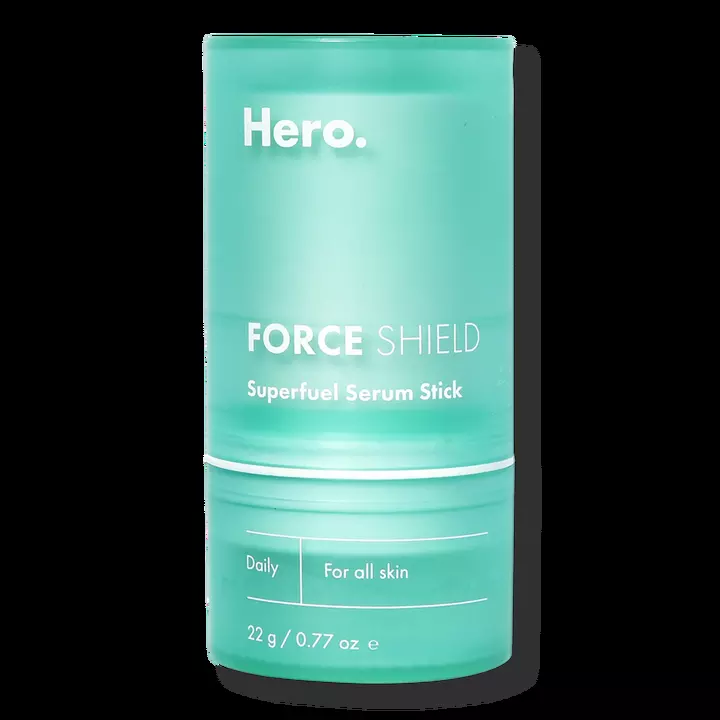 Hero.
FORCE SHIELD
Superfuel Serum Stick
Daily
For all skin
22 g / 0.77 oz ℮